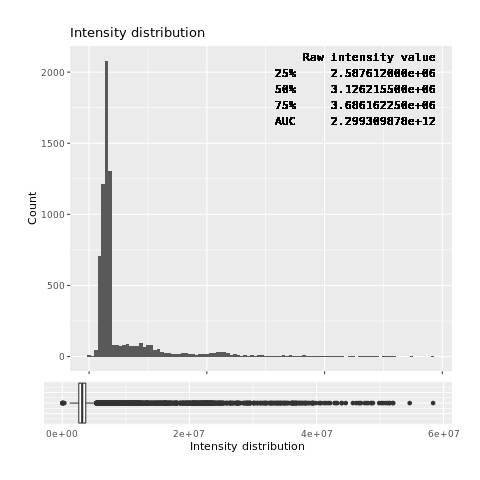 Intensity distribution
Raw intensity value
25% 2.587612000e+06
50% 3.126215500e+06
75% 3.686162250e+06
AUC 2.299309878e+12
2000
1500
1000
500
0
Count
0e+00 2e+07 4e+07 6e+07
Intensity distribution